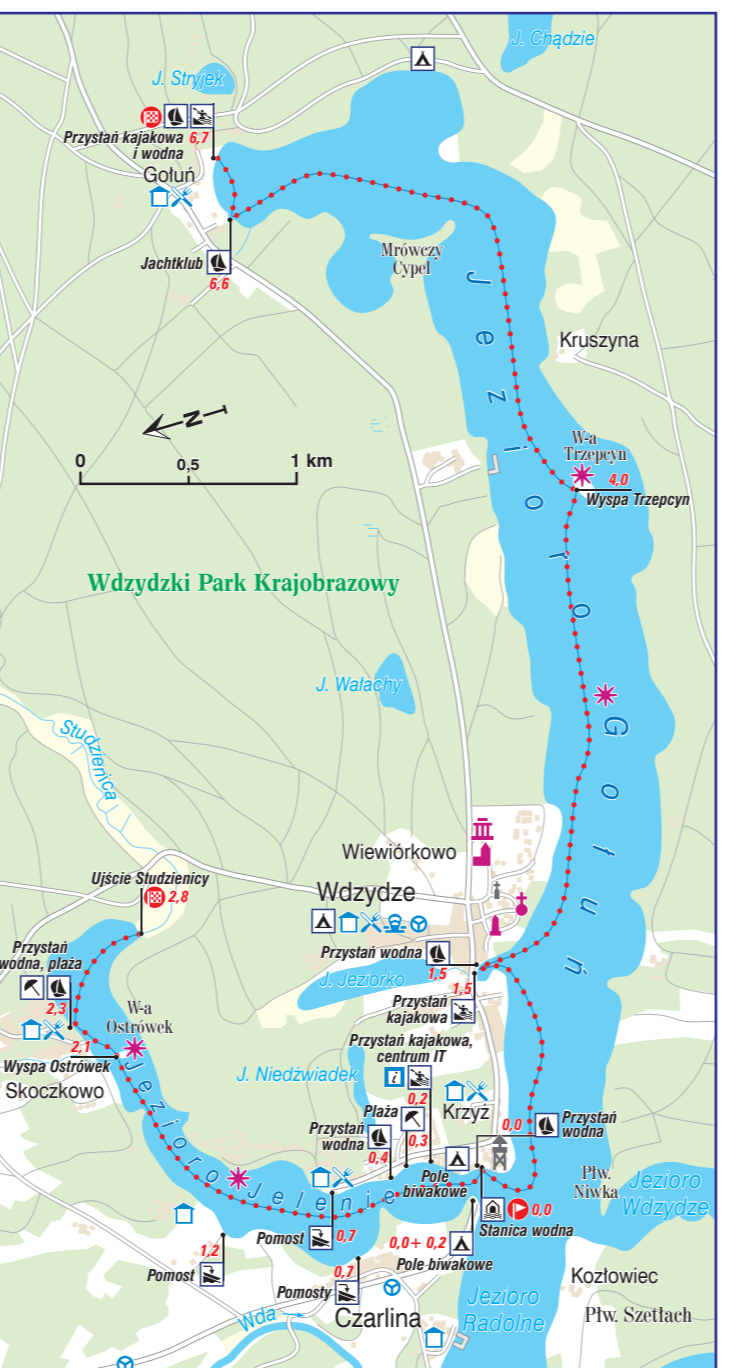 J. Chądzie
J. Stryjek
Przystań kajakowa
i wodna
6,7
Gołuń
Jachtklub
6,6
Mrówczy
Cypel
Kruszyna
N
0 0,5 1 km
W-a
Trzepcyn
4,0
Wyspa Trzepcyn
Jezioro Gołuń
Wdzydzki Park Krajobrazowy
J. Wałachy
Studzienica
Wiewiórkowo
Wdzydze
Ujście Studzienicy
2,8
Przystań
wodna, plaża
2,3
W-a
Ostrówek
2,1
Wyspa Ostrówek
Skoczkowo
Przystań wodna
1,5
J. Jeziorko
1,5
Przystań
kajakowa
Przystań kajakowa,
centrum IT
i
0,2
J. Niedźwiadek
Plaża
0,3
Krzyż
Przystań
wodna
0,4
0,0
Przystań
wodna
Pole
biwakowe
Jezioro Jelenie
Płw.
Niwka
Jezioro
Wdzydze
0,0
Stanica wodna
Pomost
0,7
0,0+ 0,2
Pole biwakowe
1,2
Pomost
0,7
Pomosty
Kozłowiec
Czarlina
Wda
Jezioro
Radolne
Płw. Szetlach